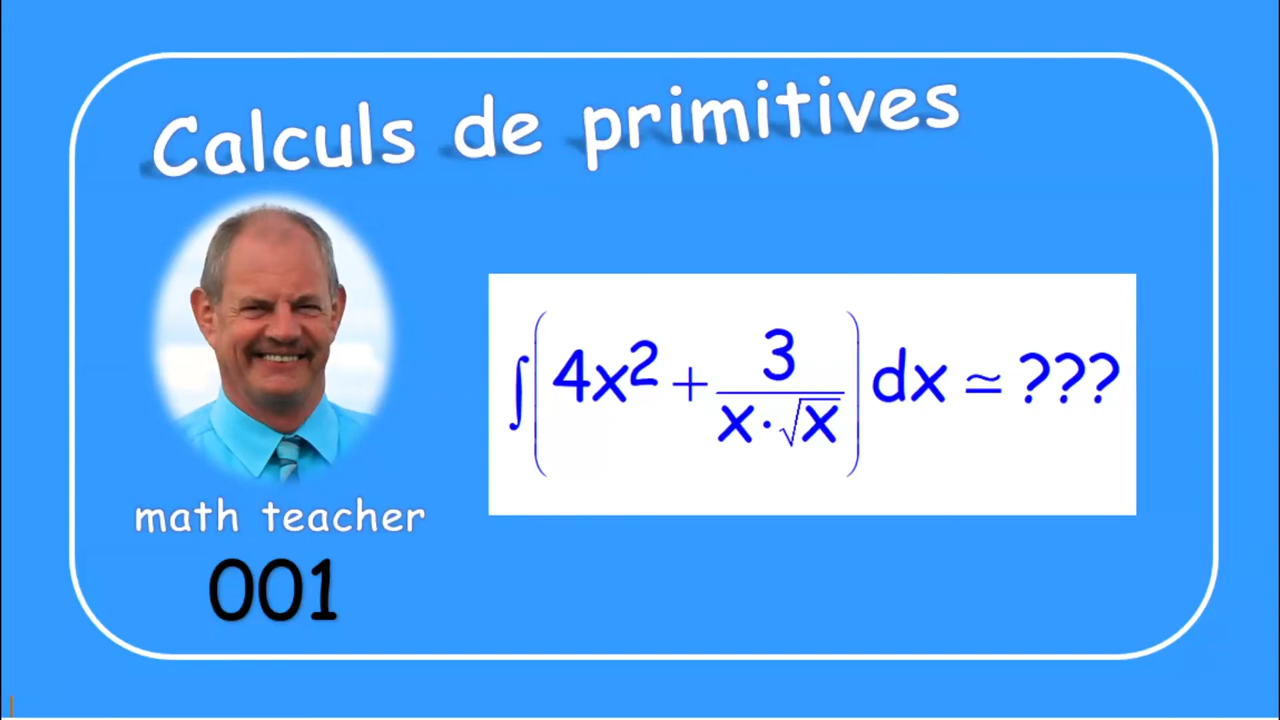 Calculs de primitives
∫(4x² + 3/(x·√x)) dx ≃ ???
math teacher
001